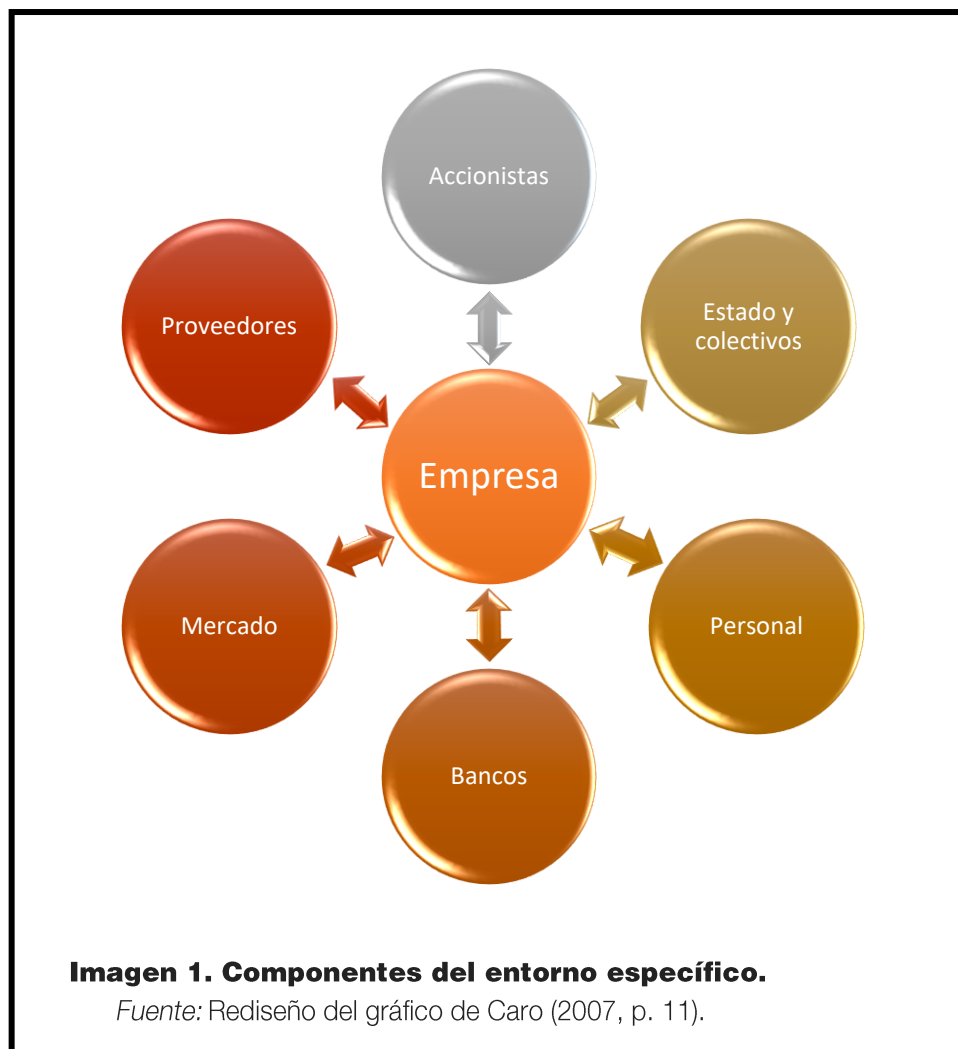 Accionistas
Proveedores
Estado y
colectivos
Empresa
Mercado
Personal
Bancos
Imagen 1. Componentes del entorno específico.
Fuente: Rediseño del gráfico de Caro (2007, p. 11).